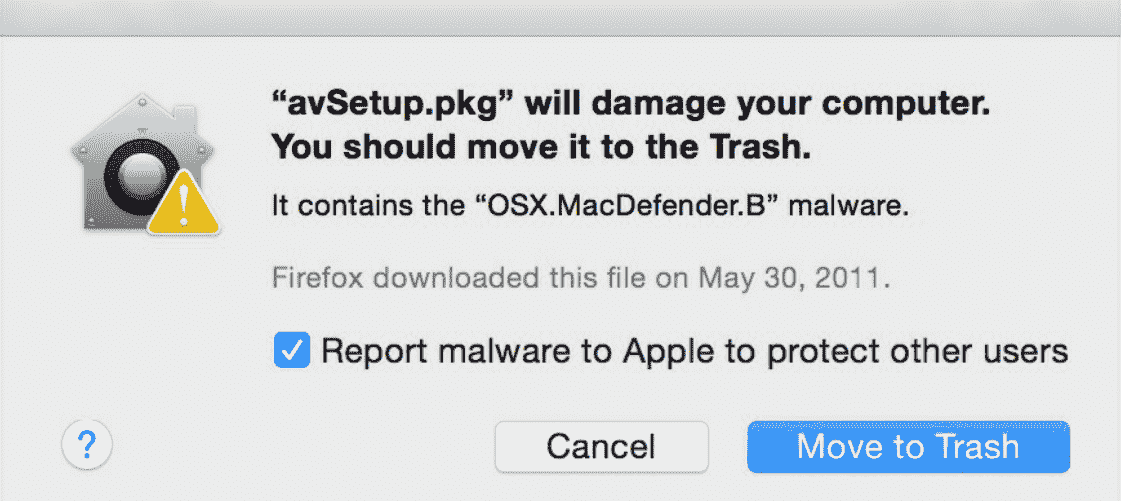 “avSetup.pkg” will damage your computer.
You should move it to the Trash.
It contains the “OSX.MacDefender.B” malware.
Firefox downloaded this file on May 30, 2011.
Report malware to Apple to protect other users
?
Cancel
Move to Trash